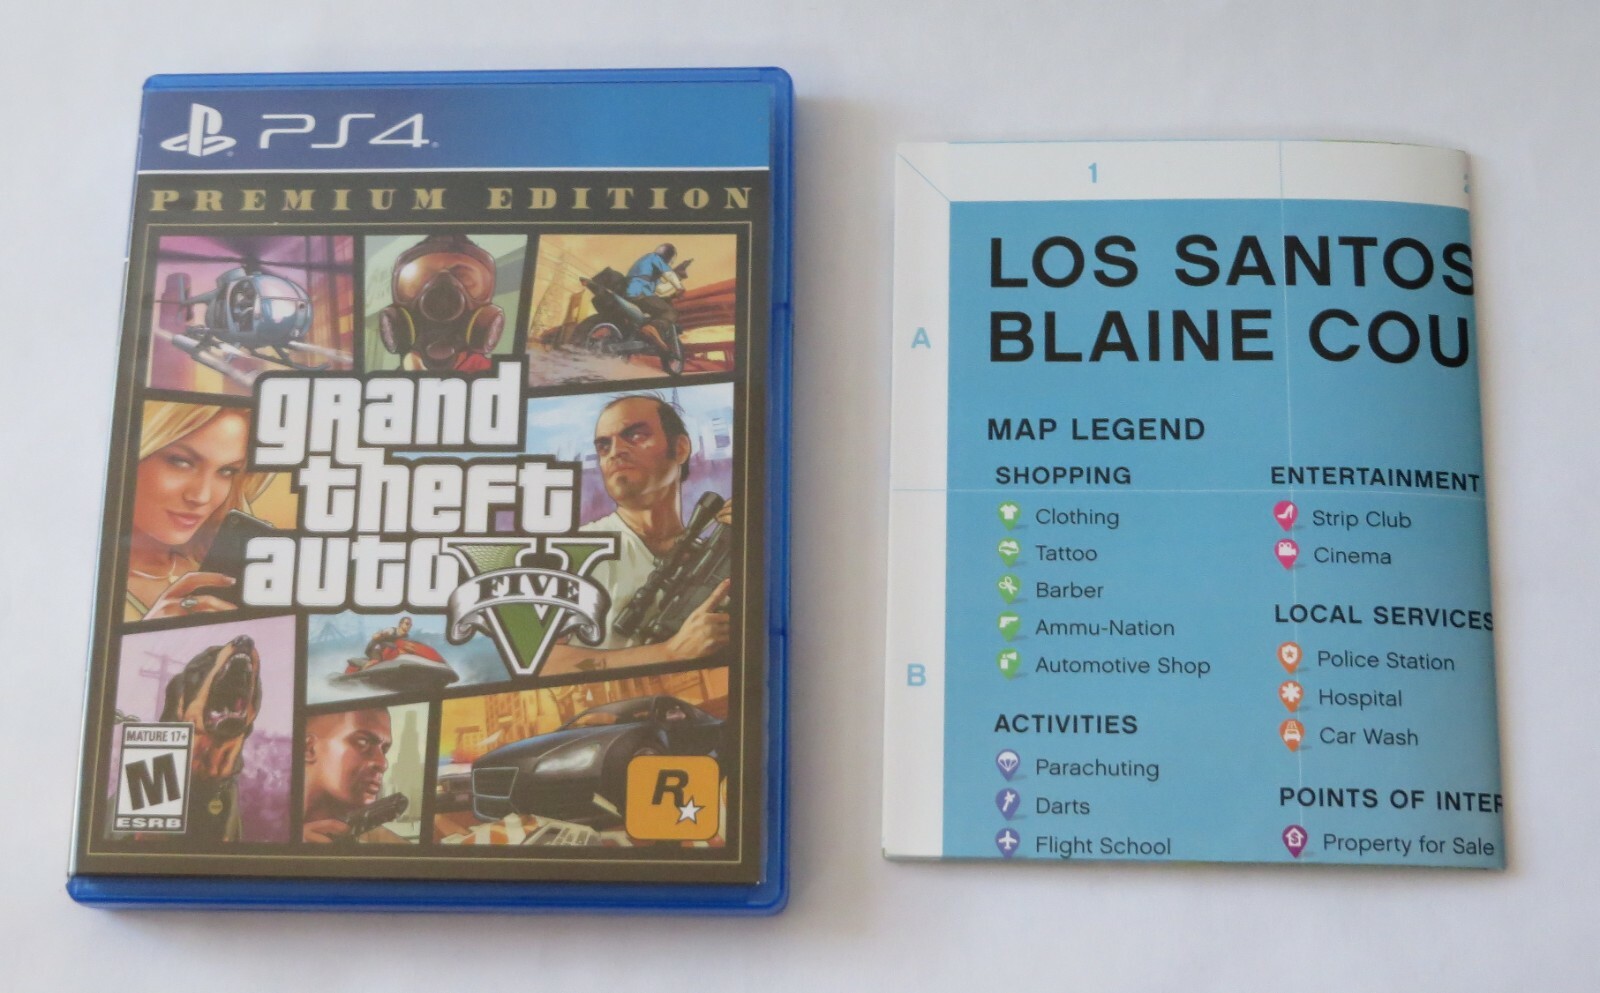 PS4
PREMIUM EDITION
grand
theft
auto V
FIVE
MATURE 17+
M
ESRB
R
1
A
B
LOS SANTOS
BLAINE COU
MAP LEGEND
SHOPPING
Clothing
Tattoo
Barber
Ammu-Nation
Automotive Shop
ACTIVITIES
Parachuting
Darts
Flight School
ENTERTAINMENT
Strip Club
Cinema
LOCAL SERVICES
Police Station
Hospital
Car Wash
POINTS OF INTER
Property for Sale